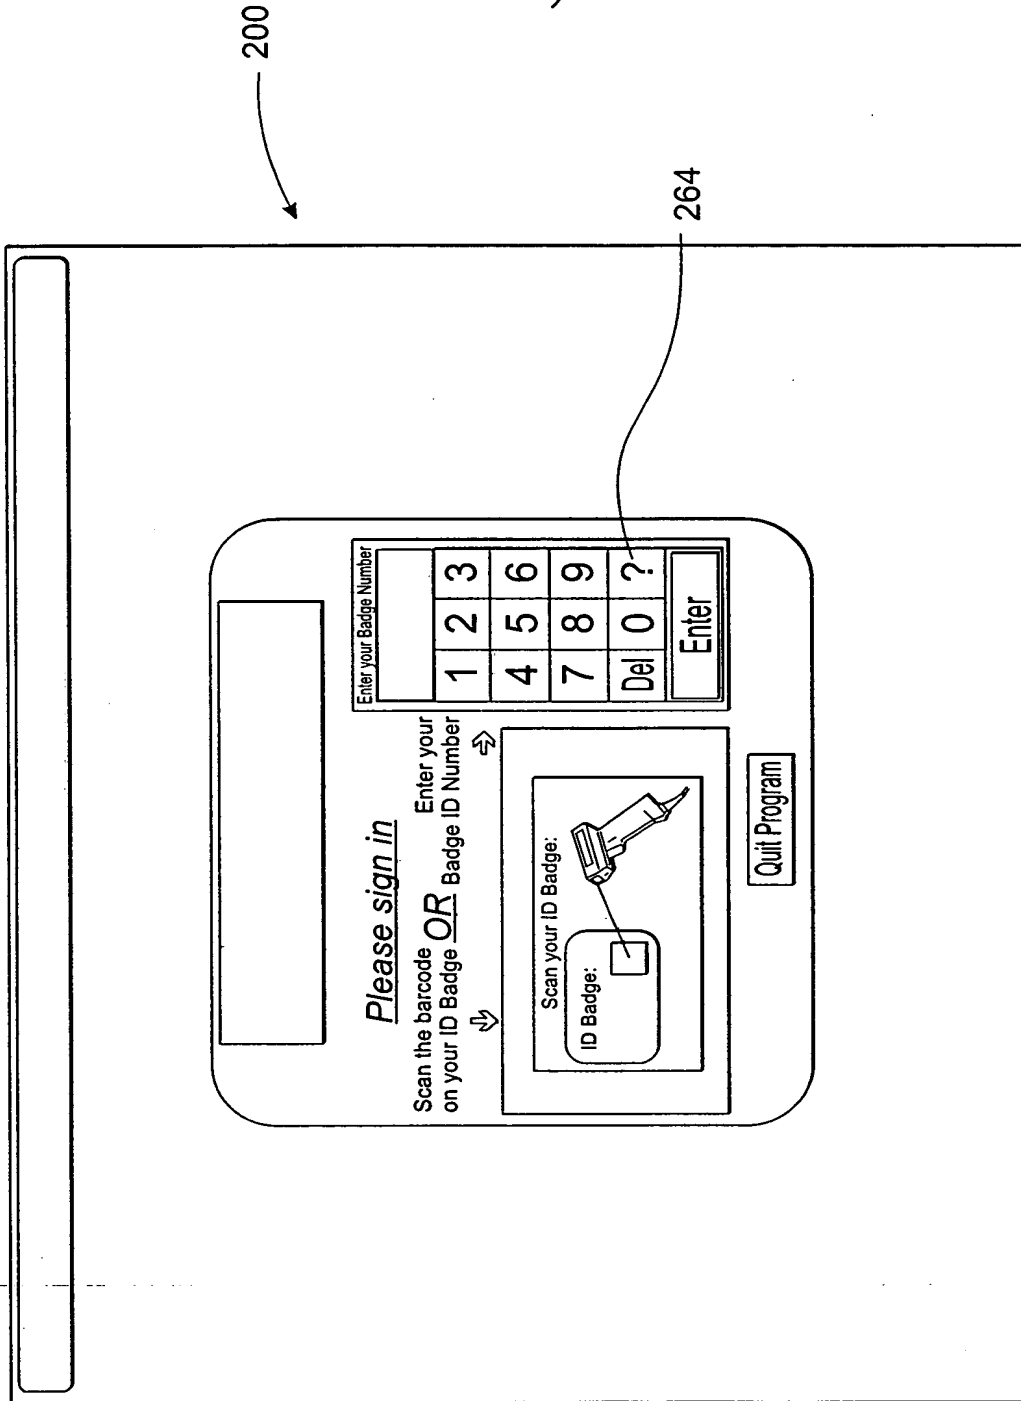 200
Please sign in
Scan the barcode OR Enter your
on your ID Badge Badge ID Number
Enter your Badge Number
1 2 3
4 5 6
7 8 9
Del 0 ?
Enter
264
Scan your ID Badge:
ID Badge:
Quit Program